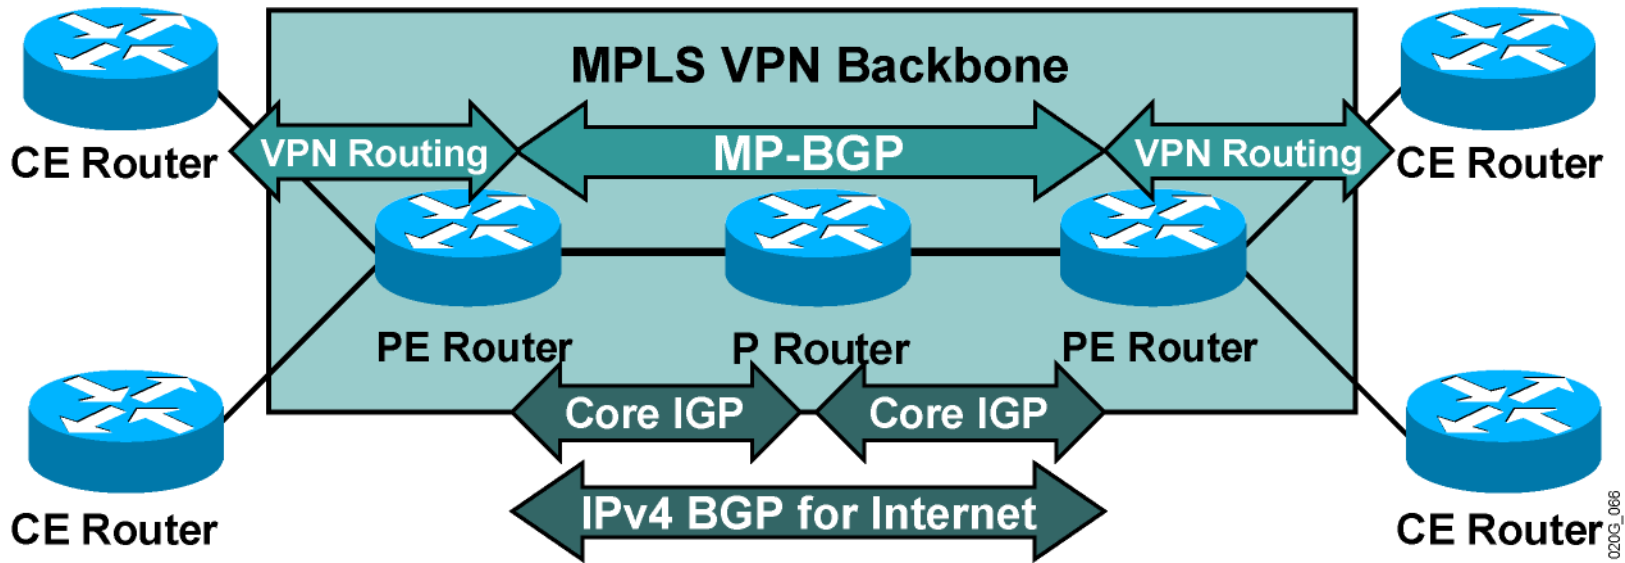 MPLS VPN Backbone
CE Router
VPN Routing
MP-BGP
VPN Routing
CE Router
PE Router
P Router
PE Router
Core IGP
Core IGP
IPv4 BGP for Internet
CE Router
CE Router
020G_066